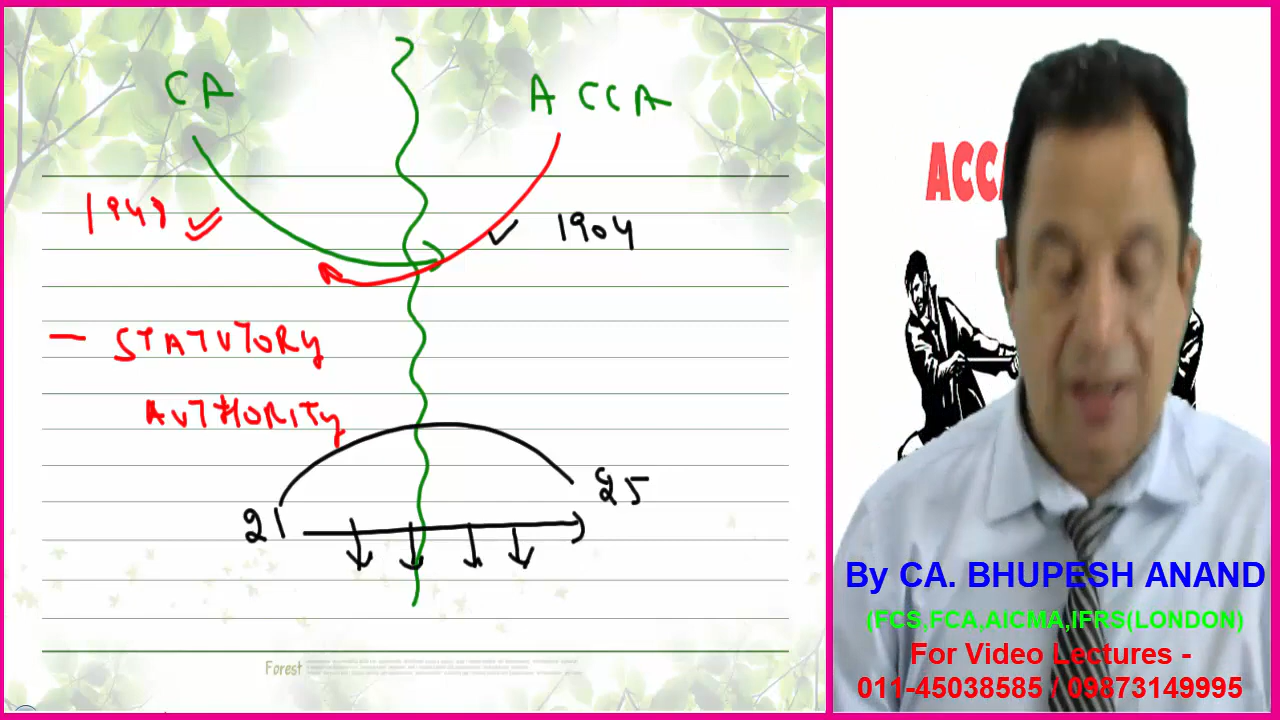 CA
ACCA
1948
1904
- STATUTORY
AUTHORITY
21
25
Forest
ACCA
By CA. BHUPESH ANAND
(FCS,FCA,AICMA,IFRS(LONDON)
For Video Lectures -
011-45038585 / 09873149995